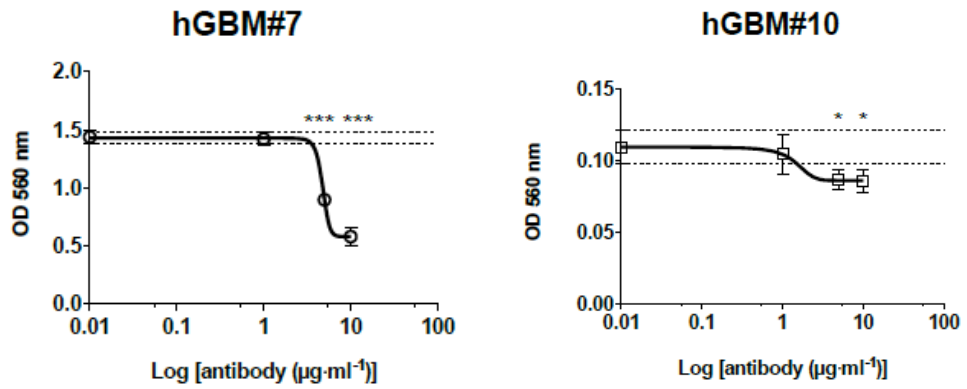 hGBM#7
2.0
1.5
1.0
0.5
0.0
OD 560 nm
*** ***
0.01 0.1 1 10 100
Log [antibody (µg·ml⁻¹)]
hGBM#10
0.15
0.10
0.05
0.00
OD 560 nm
* *
0.01 0.1 1 10 100
Log [antibody (µg·ml⁻¹)]